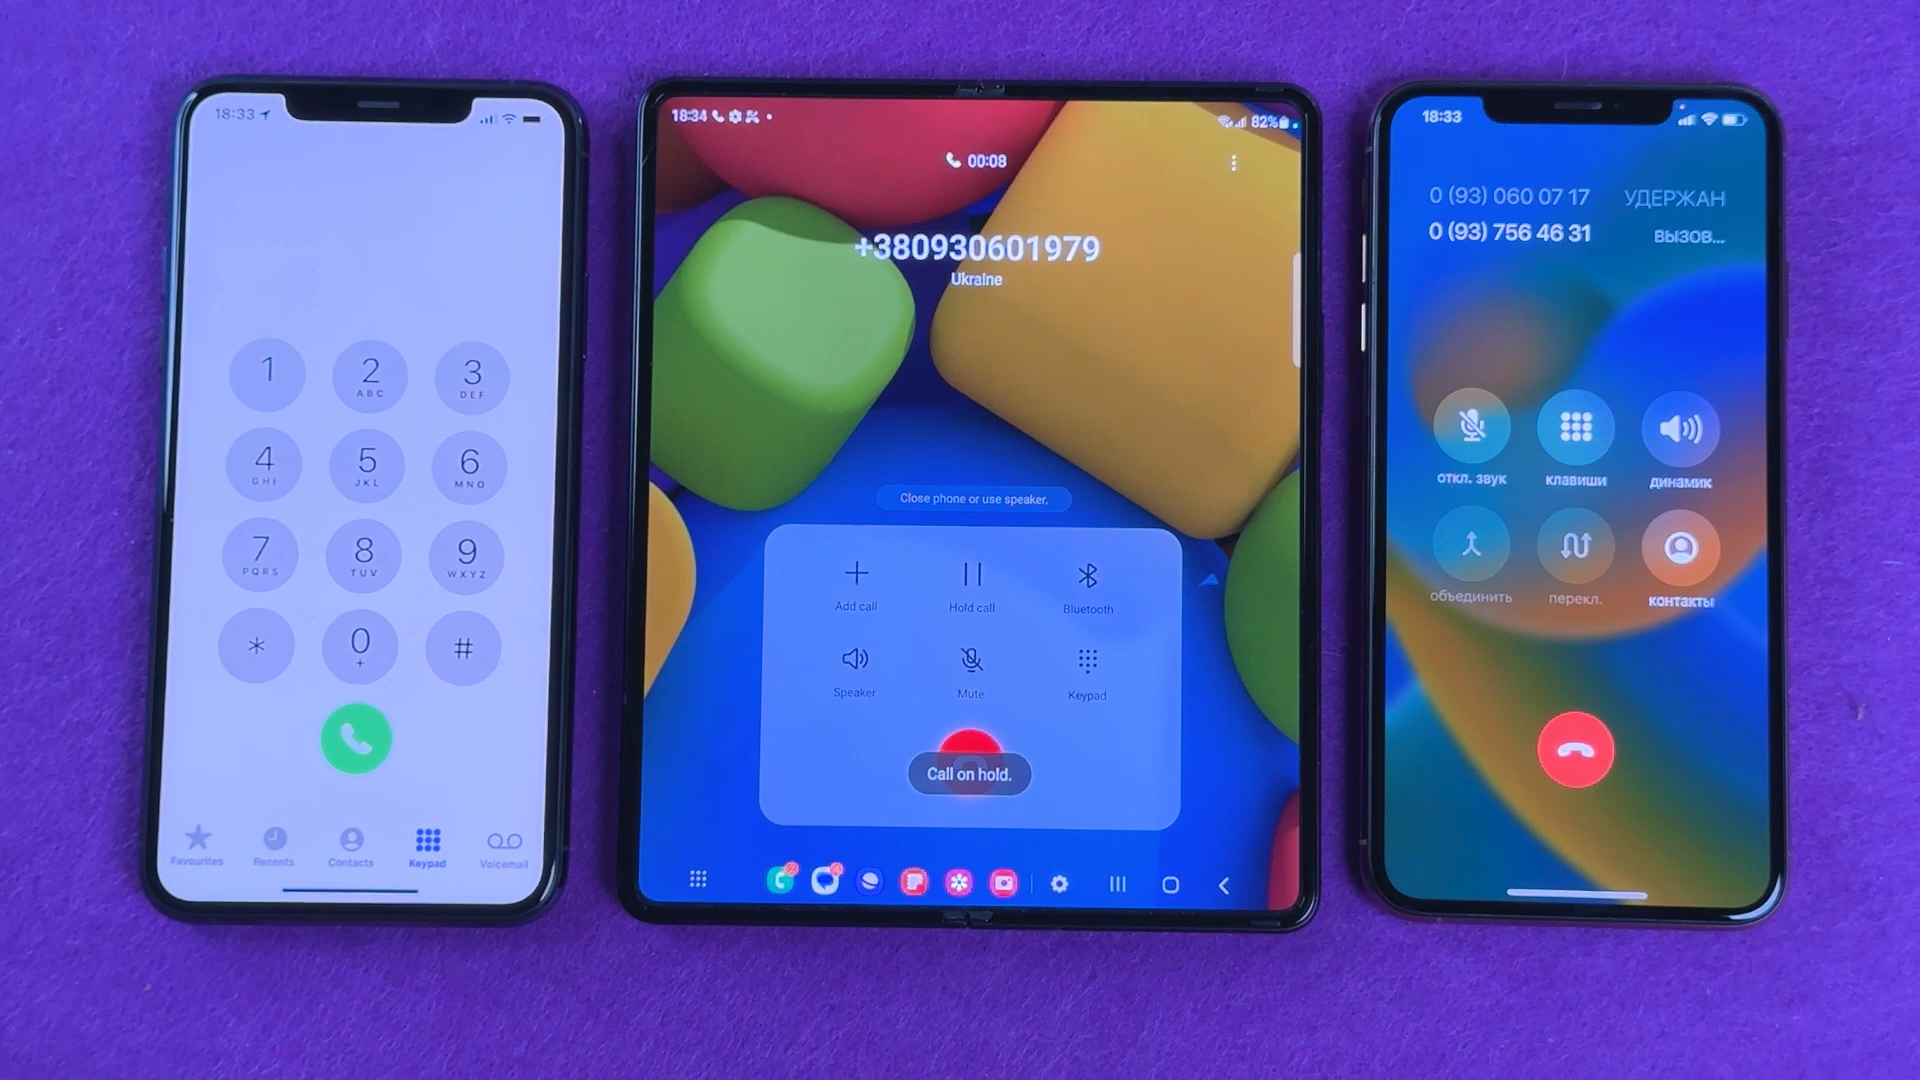 18:33
1
2
ABC
3
DEF
4
GHI
5
JKL
6
MNO
7
PQRS
8
TUV
9
WXYZ
*
0
+
#
Favourites
Recents
Contacts
Keypad
Voicemail
18:34
82%
00:08
+380930601979
Ukraine
Close phone or use speaker.
Add call
Hold call
Bluetooth
Speaker
Mute
Keypad
Call on hold.
18:33
0 (93) 060 07 17 УДЕРЖАН
0 (93) 756 46 31 вызов...
откл. звук
клавиши
динамик
объединить
перекл.
контакты